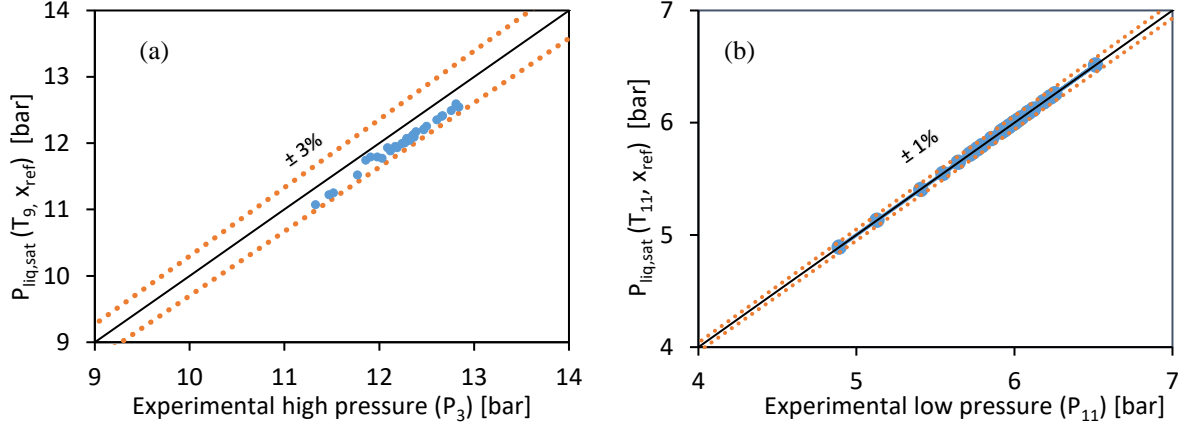 (a)
14
13
12
11
10
9
P_liq,sat (T_9, x_ref) [bar]
± 3%
9 10 11 12 13 14
Experimental high pressure (P_3) [bar]
(b)
7
6
5
4
P_liq,sat (T_11, x_ref) [bar]
± 1%
4 5 6 7
Experimental low pressure (P_11) [bar]